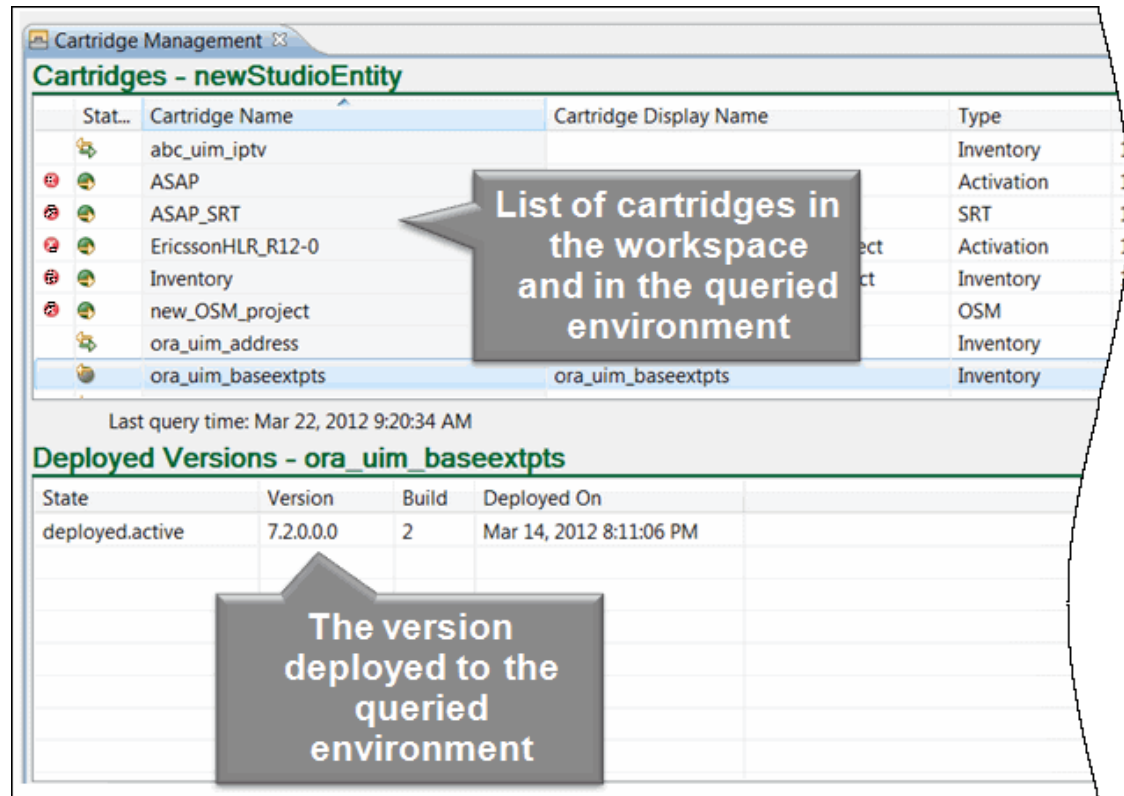 Cartridge Management
Cartridges - newStudioEntity
Stat... Cartridge Name Cartridge Display Name Type
abc_uim_iptv Inventory
ASAP Activation
ASAP_SRT SRT
EricssonHLR_R12-0 ect Activation
Inventory ct Inventory
new_OSM_project OSM
ora_uim_address Inventory
ora_uim_baseextpts ora_uim_baseextpts Inventory
List of cartridges in
the workspace
and in the queried
environment
Last query time: Mar 22, 2012 9:20:34 AM
Deployed Versions - ora_uim_baseextpts
State Version Build Deployed On
deployed.active 7.2.0.0.0 2 Mar 14, 2012 8:11:06 PM
The version
deployed to the
queried
environment